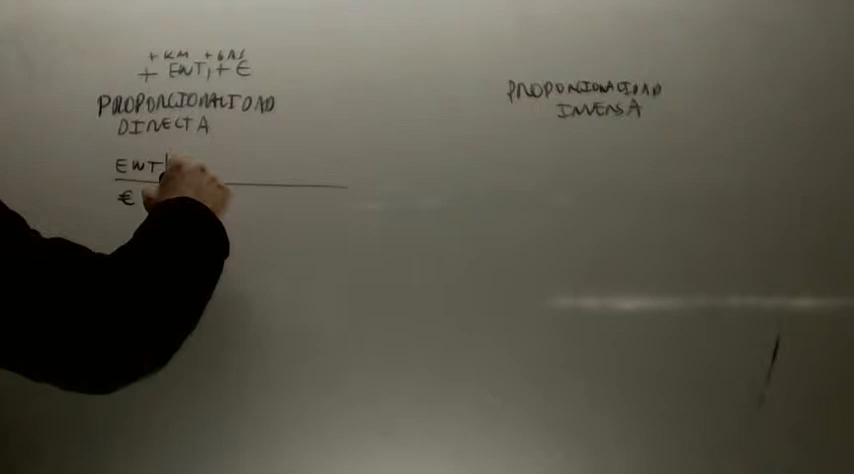 + KM + GAS
+ ENT, + €
PROPORCIONALIDAD
DIRECTA
ENT
€
PROPORCIONALIDAD
INVERSA